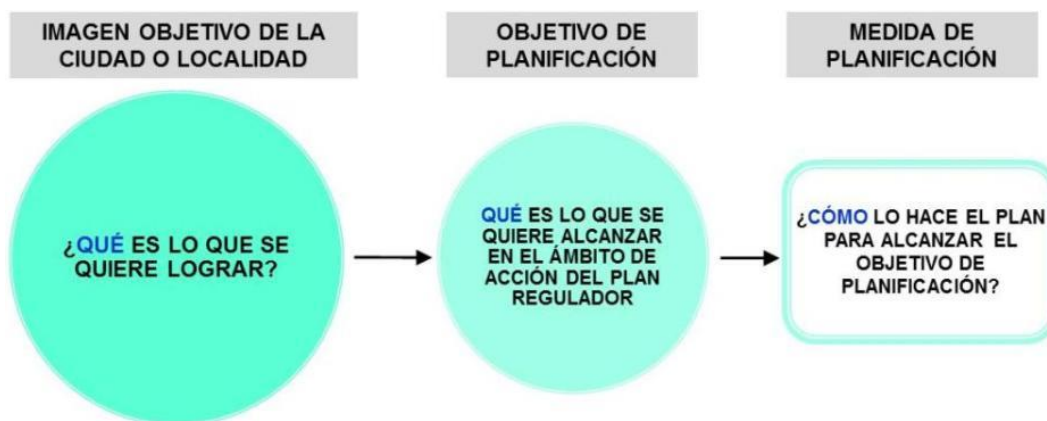 IMAGEN OBJETIVO DE LA
CIUDAD O LOCALIDAD
OBJETIVO DE
PLANIFICACIÓN
MEDIDA DE
PLANIFICACIÓN
¿QUÉ ES LO QUE SE
QUIERE LOGRAR?
QUÉ ES LO QUE SE
QUIERE ALCANZAR
EN EL ÁMBITO DE
ACCIÓN DEL PLAN
REGULADOR
¿CÓMO LO HACE EL PLAN
PARA ALCANZAR EL
OBJETIVO DE
PLANIFICACIÓN?